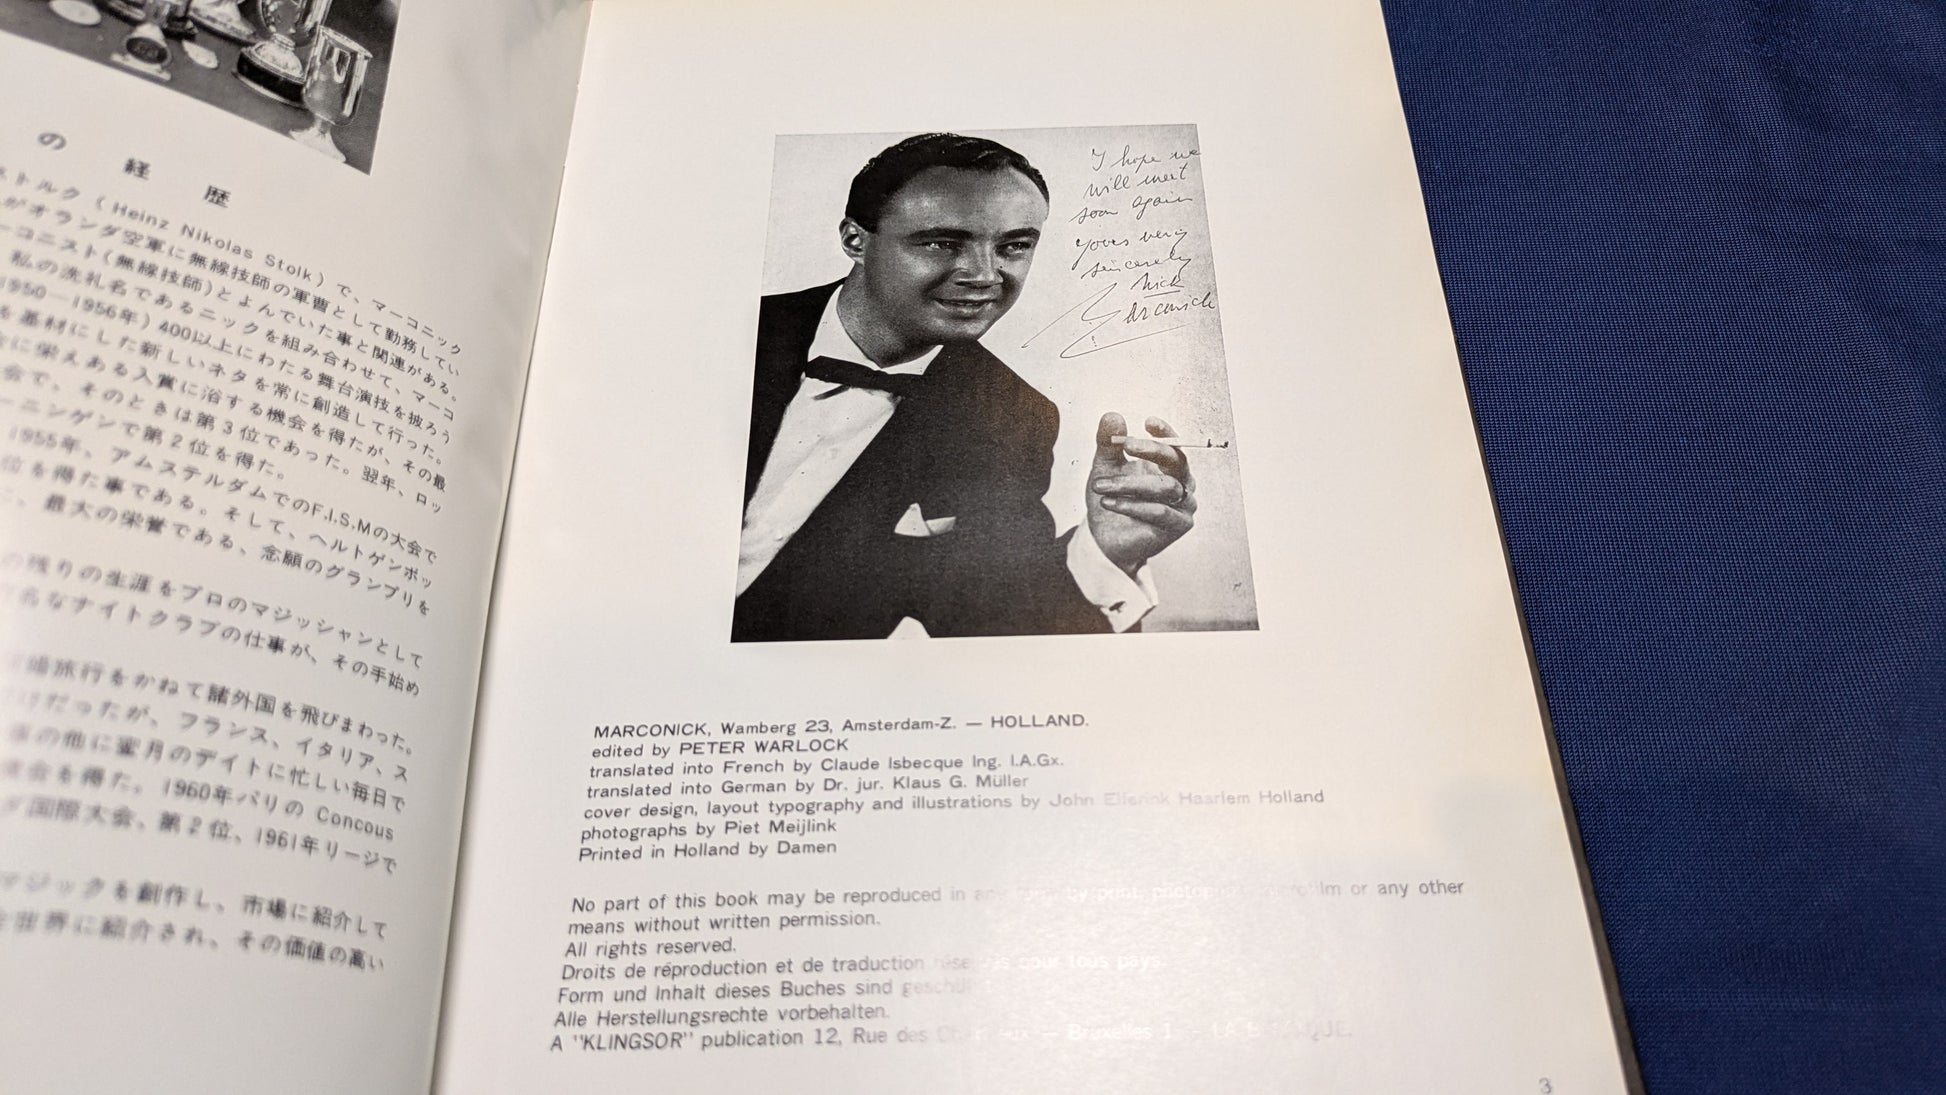 の経歴
ストルク(Heinz Nikolas Stolk)で、マーコニック
がオランダ空軍に無線技師の軍曹として勤務してい
ーコニスト(無線技師)とよんでいた事と関連がある。
私の洗礼名であるニックを組み合わせて、マーコ
1950—1956年)400以上にわたる舞台演技を披ろう
を基材にした新しいネタを常に創造して行った。
に栄えある入賞に浴する機会を得たが、その最
会で、そのときは第3位であった。翌年、ロッ
ーニンゲンで第2位を得た。
1955年、アムステルダムでのF.I.S.Mの大会で
位を得た事である。そして、ヘルトゲンボッ
、最大の栄誉である、念願のグランプリを
の残りの生涯をプロのマジッシャンとして
名なナイトクラブの仕事が、その手始め
旅行をかねて諸外国を飛びまわった。
けだったが、フランス、イタリア、ス
事の他に蜜月のデイトに忙しい毎日で
会を得た。1960年パリの Concous
ダ国際大会、第2位、1961年リージで
マジックを創作し、市場に紹介して
世界に紹介され、その価値の高い
I hope we
will meet
soon again
yours very
sincerely
Nick
Marconick
MARCONICK, Wamberg 23, Amsterdam-Z. — HOLLAND.
edited by PETER WARLOCK
translated into French by Claude Isbecque Ing. I.A.Gx.
translated into German by Dr. jur. Klaus G. Müller
cover design, layout typography and illustrations by John Elferink Haarlem Holland
photographs by Piet Meijlink
Printed in Holland by Damen
No part of this book may be reproduced in any form by print, photoprint, microfilm or any other
means without written permission.
All rights reserved.
Droits de réproduction et de traduction réservés pour tous pays.
Form und Inhalt dieses Buches sind geschützt
Alle Herstellungsrechte vorbehalten.
A "KLINGSOR" publication 12, Rue des — Bruxelles 1. -
3